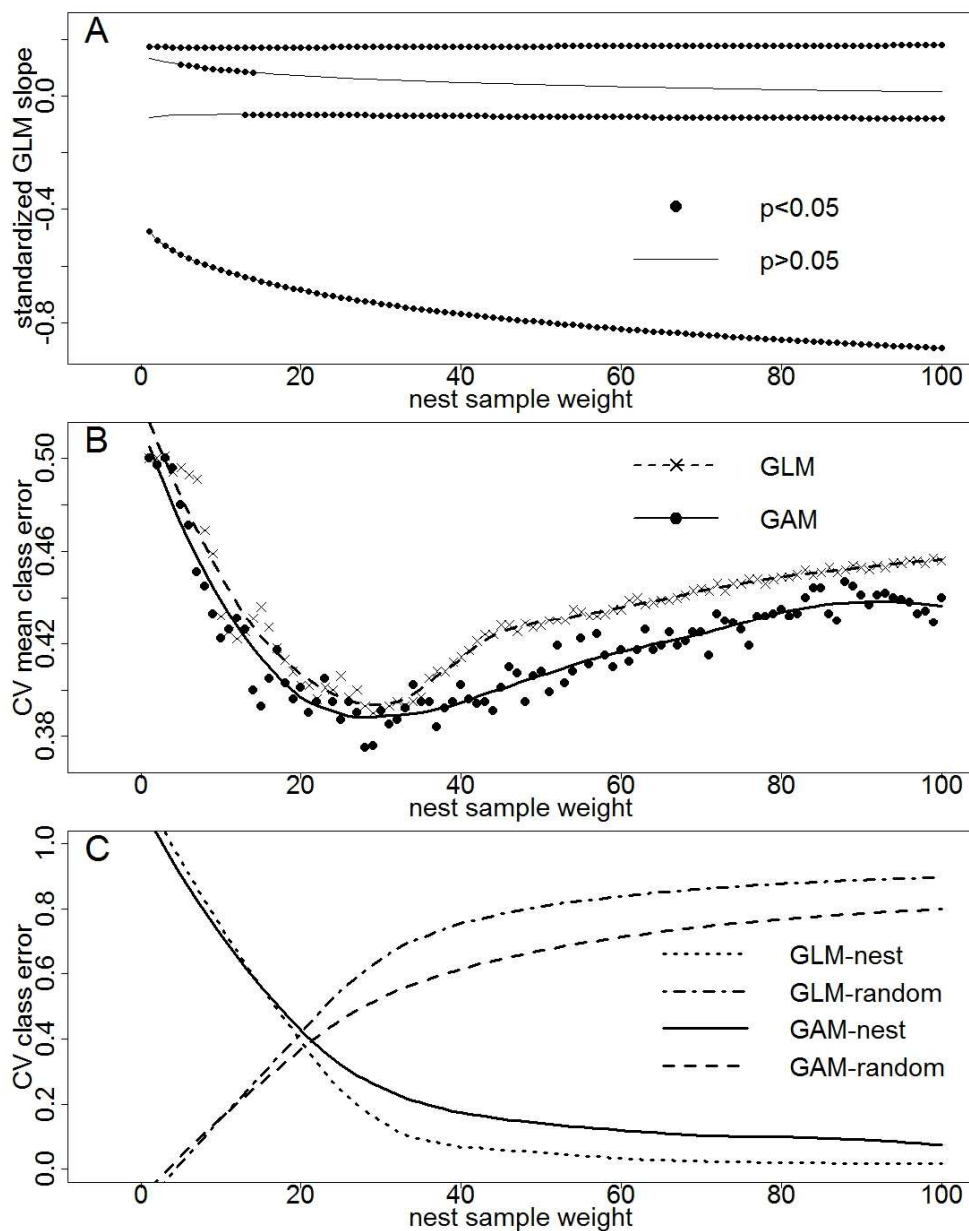 A
standardized GLM slope
0.0
-0.4
-0.8
p<0.05
p>0.05
0 20 40 60 80 100
nest sample weight
B
CV mean class error
0.50
0.46
0.42
0.38
GLM
GAM
0 20 40 60 80 100
nest sample weight
C
CV class error
1.0
0.8
0.6
0.4
0.2
0.0
GLM-nest
GLM-random
GAM-nest
GAM-random
0 20 40 60 80 100
nest sample weight